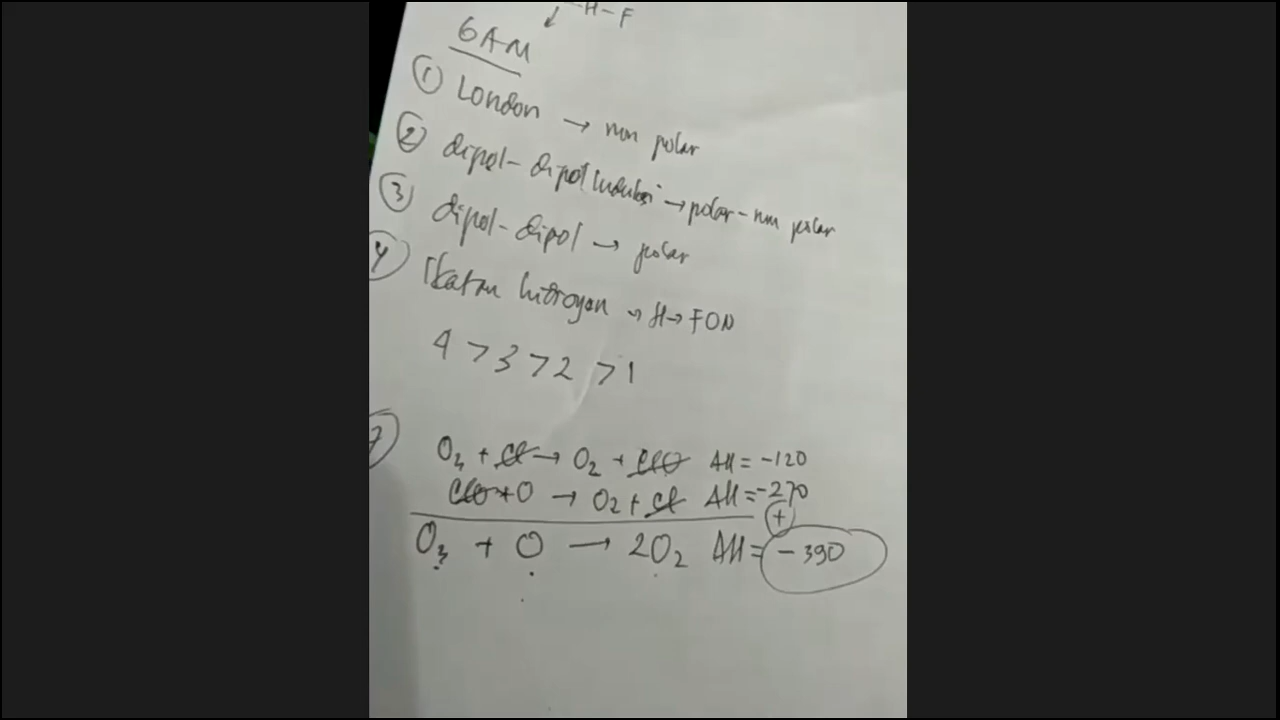 -H-F
GAM
① London → non polar
② dipol-dipol Induksi → polar-non polar
③ dipol-dipol → polar
④ Ikatan hidrogen → H→FON
4 > 3 > 2 > 1
O₃ + Cl → O₂ + ClO ΔH = -120
ClO + O → O₂ + Cl ΔH = -270
(+)
O₃ + O → 2O₂ ΔH = -390